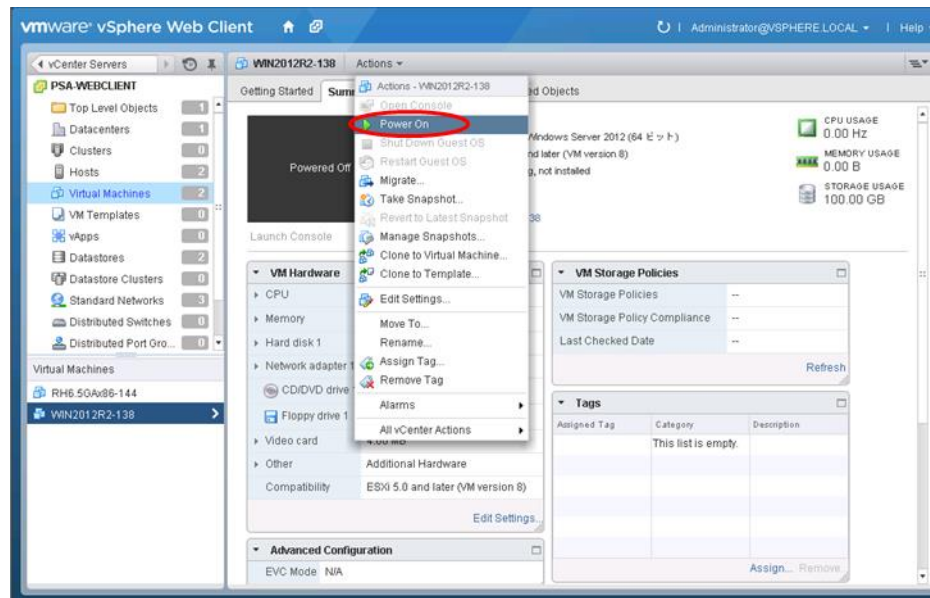 vmware® vSphere Web Client
Administrator@VSPHERE.LOCAL
Help
vCenter Servers
PSA-WEBCLIENT
Top Level Objects 1
Datacenters 1
Clusters 0
Hosts 2
Virtual Machines 2
VM Templates 0
vApps 0
Datastores 2
Datastore Clusters 0
Standard Networks 3
Distributed Switches 0
Distributed Port Gro... 0
Virtual Machines
RH6.5GAx86-144
WIN2012R2-138
WIN2012R2-138 Actions
Getting Started Summ
ed Objects
Powered Off
Launch Console
Actions - WIN2012R2-138
Open Console
Power On
Shut Down Guest OS
Restart Guest OS
Migrate...
Take Snapshot...
Revert to Latest Snapshot
Manage Snapshots...
Clone to Virtual Machine...
Clone to Template...
Edit Settings...
Move To...
Rename...
Assign Tag...
Remove Tag
Alarms
All vCenter Actions
Windows Server 2012 (64 ビット)
nd later (VM version 8)
, not installed
38
CPU USAGE
0.00 Hz
MEMORY USAGE
0.00 B
STORAGE USAGE
100.00 GB
VM Hardware
CPU
Memory
Hard disk 1
Network adapter 1
CD/DVD drive
Floppy drive 1
Video card 4.00 MB
Other Additional Hardware
Compatibility ESXi 5.0 and later (VM version 8)
Edit Settings...
Advanced Configuration
EVC Mode N/A
VM Storage Policies
VM Storage Policies --
VM Storage Policy Compliance --
Last Checked Date --
Refresh
Tags
Assigned Tag Category Description
This list is empty.
Assign... Remove...